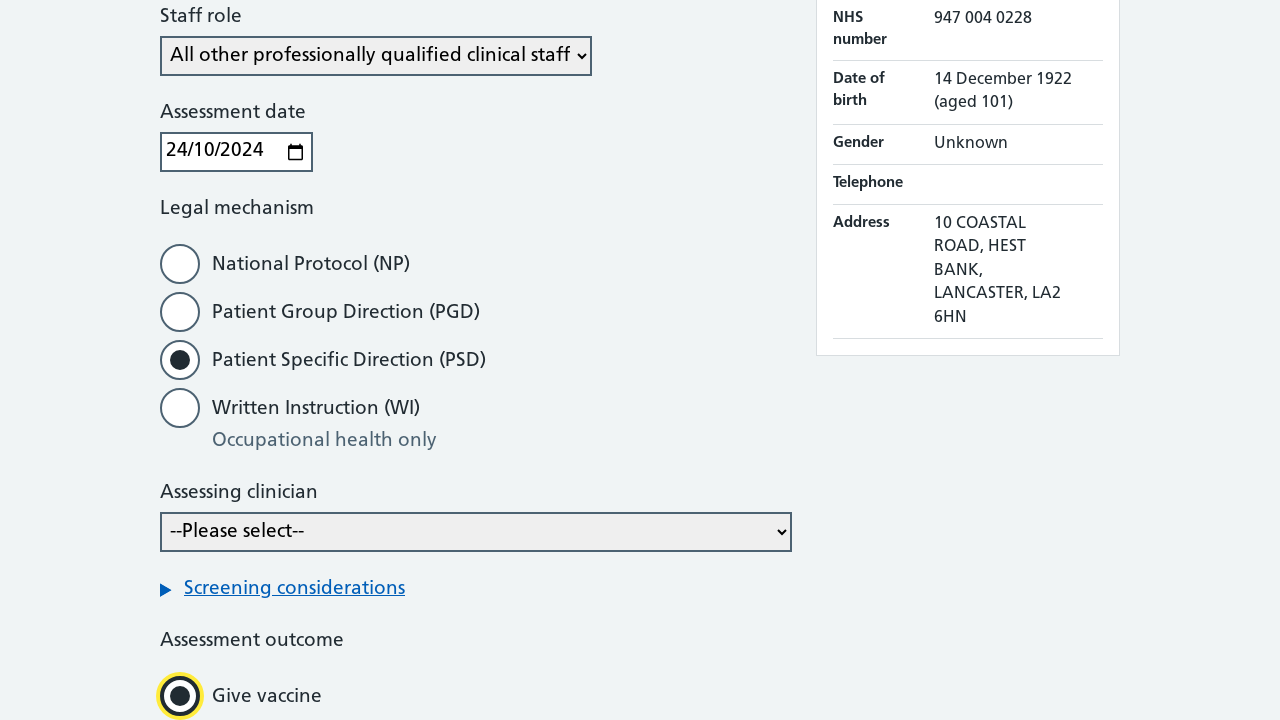 Staff role
All other professionally qualified clinical staff
Assessment date
24/10/2024
Legal mechanism
National Protocol (NP)
Patient Group Direction (PGD)
Patient Specific Direction (PSD)
Written Instruction (WI)
Occupational health only
Assessing clinician
--Please select--
Screening considerations
Assessment outcome
Give vaccine
NHS number
947 004 0228
Date of birth
14 December 1922
(aged 101)
Gender
Unknown
Telephone
Address
10 COASTAL
ROAD, HEST
BANK,
LANCASTER, LA2
6HN